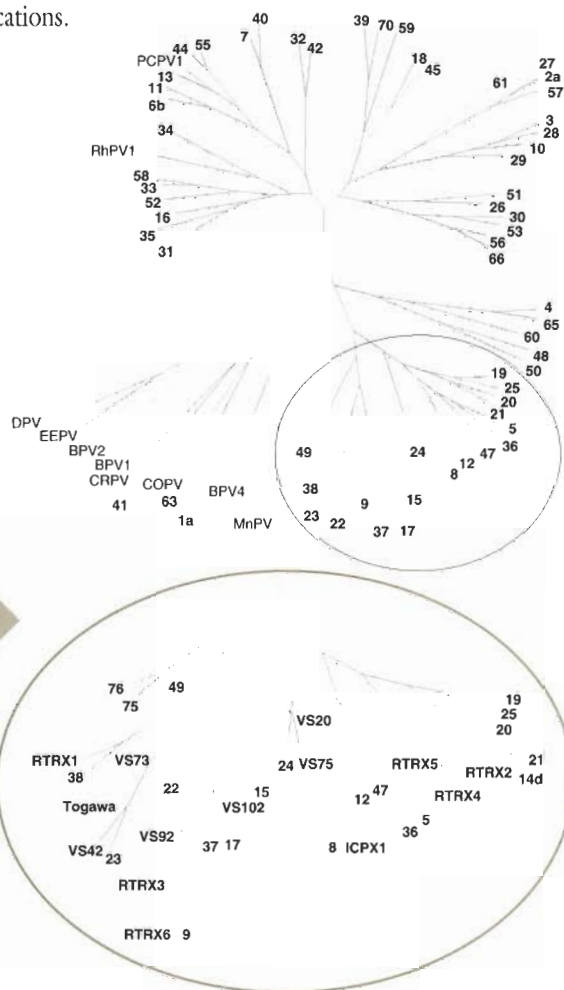 cations.
40
39
70
59
7
32
42
44
55
PCPV1
18
45
27
2a
57
61
13
11
6b
3
28
10
29
34
RhPV1
58
33
52
16
35
31
51
26
30
53
56
66
4
65
60
48
50
19
25
20
21
5
36
47
12
8
24
15
17
37
9
22
23
38
49
DPV
EEPV
BPV2
BPV1
CRPV
41
COPV
63
1a
BPV4
MnPV
76
75
49
VS20
19
25
20
RTRX1
38
VS73
24
VS75
RTRX5
RTRX2
21
14d
Togawa
22
15
VS102
12
47
RTRX4
5
36
VS42
23
VS92
37
17
8
ICPX1
RTRX3
RTRX6
9